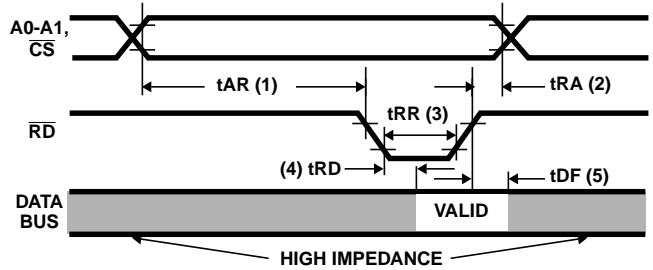 A0-A1,
CS
tAR (1)
tRA (2)
RD
tRR (3)
(4) tRD
tDF (5)
DATA
BUS
VALID
HIGH IMPEDANCE